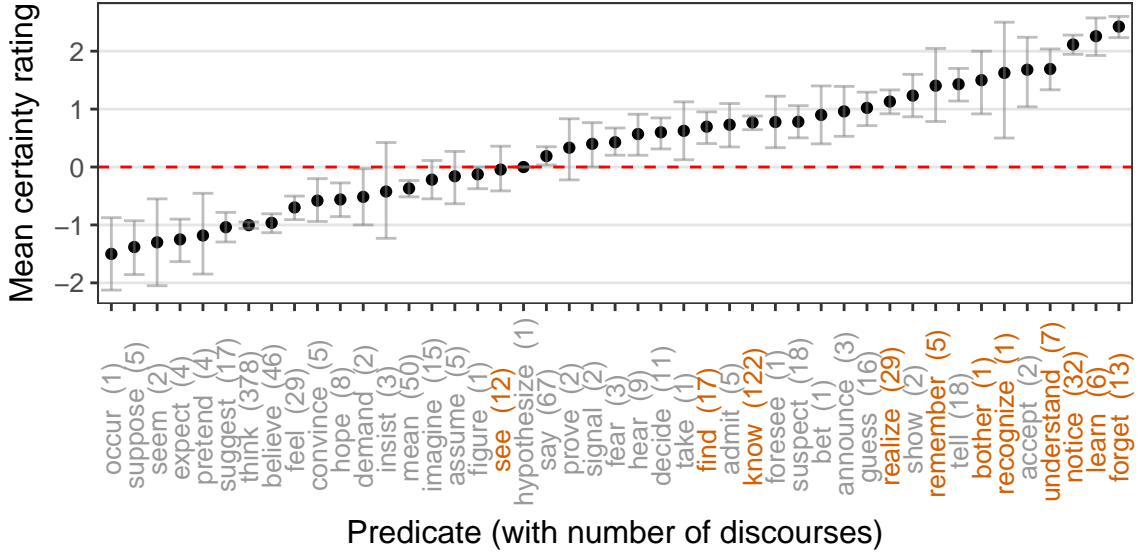 Mean certainty rating
2
1
0
−1
−2
occur (1)
suppose (5)
seem (2)
expect (4)
pretend (4)
suggest (17)
think (378)
believe (46)
feel (29)
convince (5)
hope (8)
demand (2)
insist (3)
mean (50)
imagine (15)
assume (5)
figure (1)
see (12)
hypothesize (1)
say (67)
prove (2)
signal (2)
fear (3)
hear (9)
decide (11)
take (1)
find (17)
admit (5)
know (122)
foresee (1)
suspect (18)
bet (1)
announce (3)
guess (16)
realize (29)
show (2)
remember (5)
tell (18)
bother (1)
recognize (1)
accept (2)
understand (7)
notice (32)
learn (6)
forget (13)
Predicate (with number of discourses)